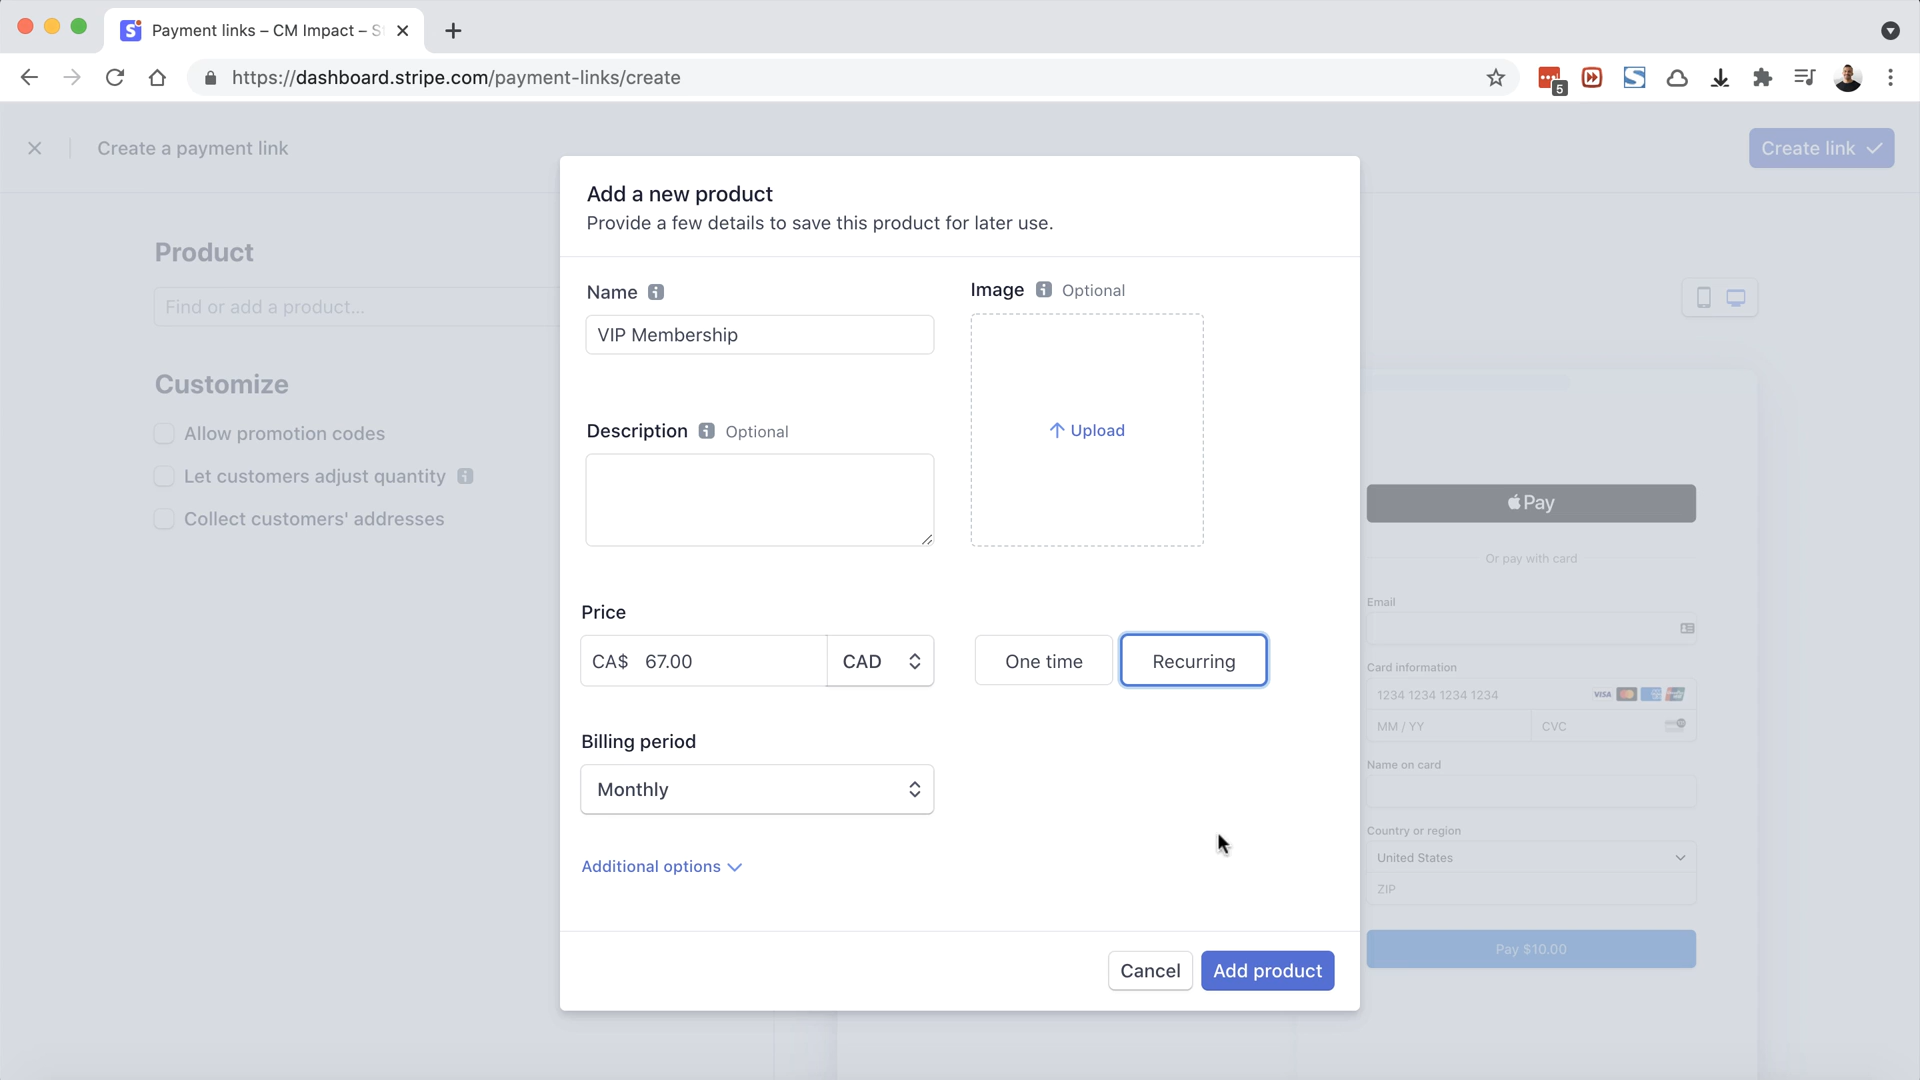 Payment links – CM Impact – S
https://dashboard.stripe.com/payment-links/create
5
Create a payment link
Create link
Product
Find or add a product...
Customize
Allow promotion codes
Let customers adjust quantity
Collect customers' addresses
Add a new product
Provide a few details to save this product for later use.
Name
VIP Membership
Image Optional
Upload
Description Optional
Price
CA$ 67.00 CAD
One time
Recurring
Billing period
Monthly
Additional options
Cancel
Add product
Pay
Or pay with card
Email
Card information
1234 1234 1234 1234
VISA
MM / YY
CVC
Name on card
Country or region
United States
ZIP
Pay $10.00